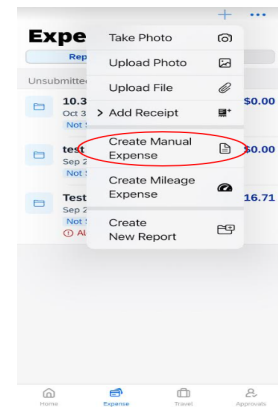 Expe
Take Photo
Rep
Upload Photo
Unsubmitte
Upload File
10.3
$0.00
Oct 3
> Add Receipt
Not S
Create Manual
Expense
test
$0.00
Sep 2
Not S
Create Mileage
Expense
Test
16.71
Sep 2
Not S
Create
New Report
Al
Home
Expense
Travel
Approvals